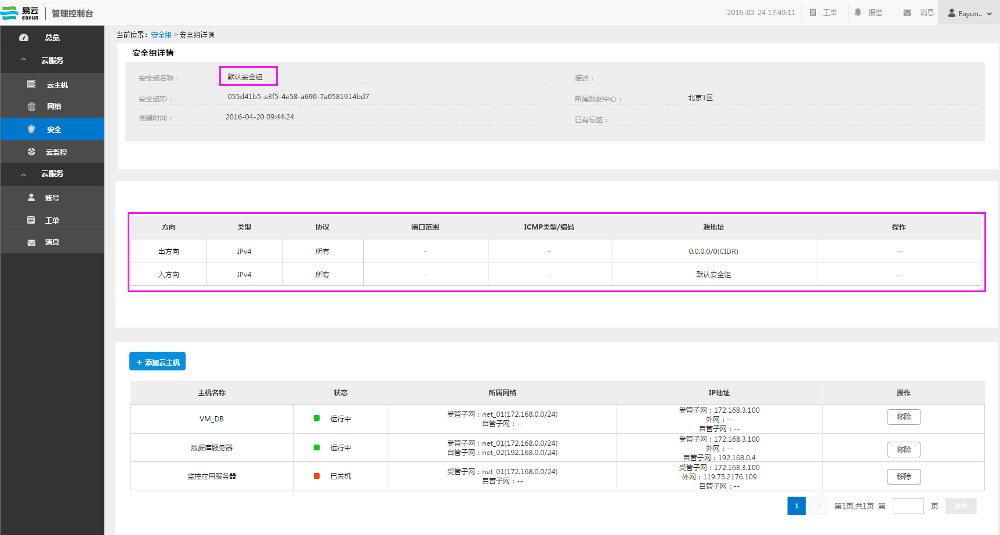 易云
eayun
管理控制台
2016-02-24 17:49:11
工单
报警
消息
Eayun..
总览
云服务
云主机
网络
安全
云监控
云服务
账号
工单
消息
当前位置：安全组 > 安全组详情
安全组详情
安全组名称：
默认安全组
描述：
安全组ID：
055d41b5-a3f5-4e58-a690-7a0581914bd7
所属数据中心：
北京1区
创建时间：
2016-04-20 09:44:24
已有标签：
方向 类型 协议 端口范围 ICMP类型/编码 源地址 操作
出方向 IPv4 所有 - - 0.0.0.0/0(CIDR) --
入方向 IPv4 所有 - - 默认安全组 --
+ 添加云主机
主机名称 状态 所属网络 IP地址 操作
VM_DB
运行中
受管子网：net_01(172.168.0.0/24)
自管子网：--
受管子网：172.168.3.100
外网：--
自管子网：--
移除
数据库服务器
运行中
受管子网：net_01(172.168.0.0/24)
自管子网：net_02(192.168.0.0/24)
受管子网：172.168.3.100
外网：--
自管子网：192.168.0.4
移除
监控应用服务器
已关机
受管子网：net_01(172.168.0.0/24)
自管子网：--
受管子网：172.168.3.100
外网：119.75.2176.109
自管子网：--
移除
1 > 第1页,共1页 第 页 跳转